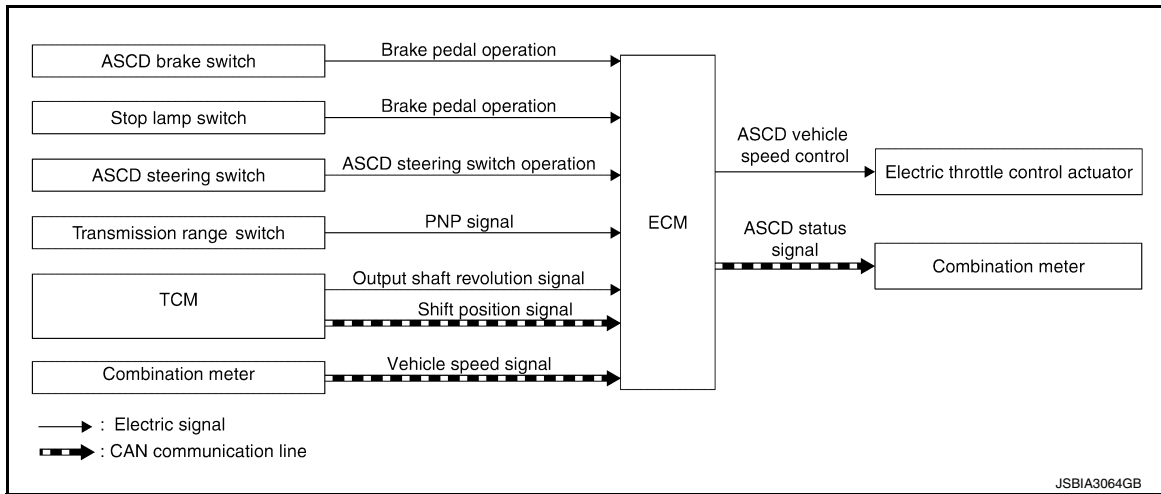 ASCD brake switch
Brake pedal operation
Stop lamp switch
Brake pedal operation
ASCD steering switch
ASCD steering switch operation
Transmission range switch
PNP signal
TCM
Output shaft revolution signal
Shift position signal
Combination meter
Vehicle speed signal
ECM
ASCD vehicle
speed control
Electric throttle control actuator
ASCD status
signal
Combination meter
: Electric signal
: CAN communication line
JSBIA3064GB